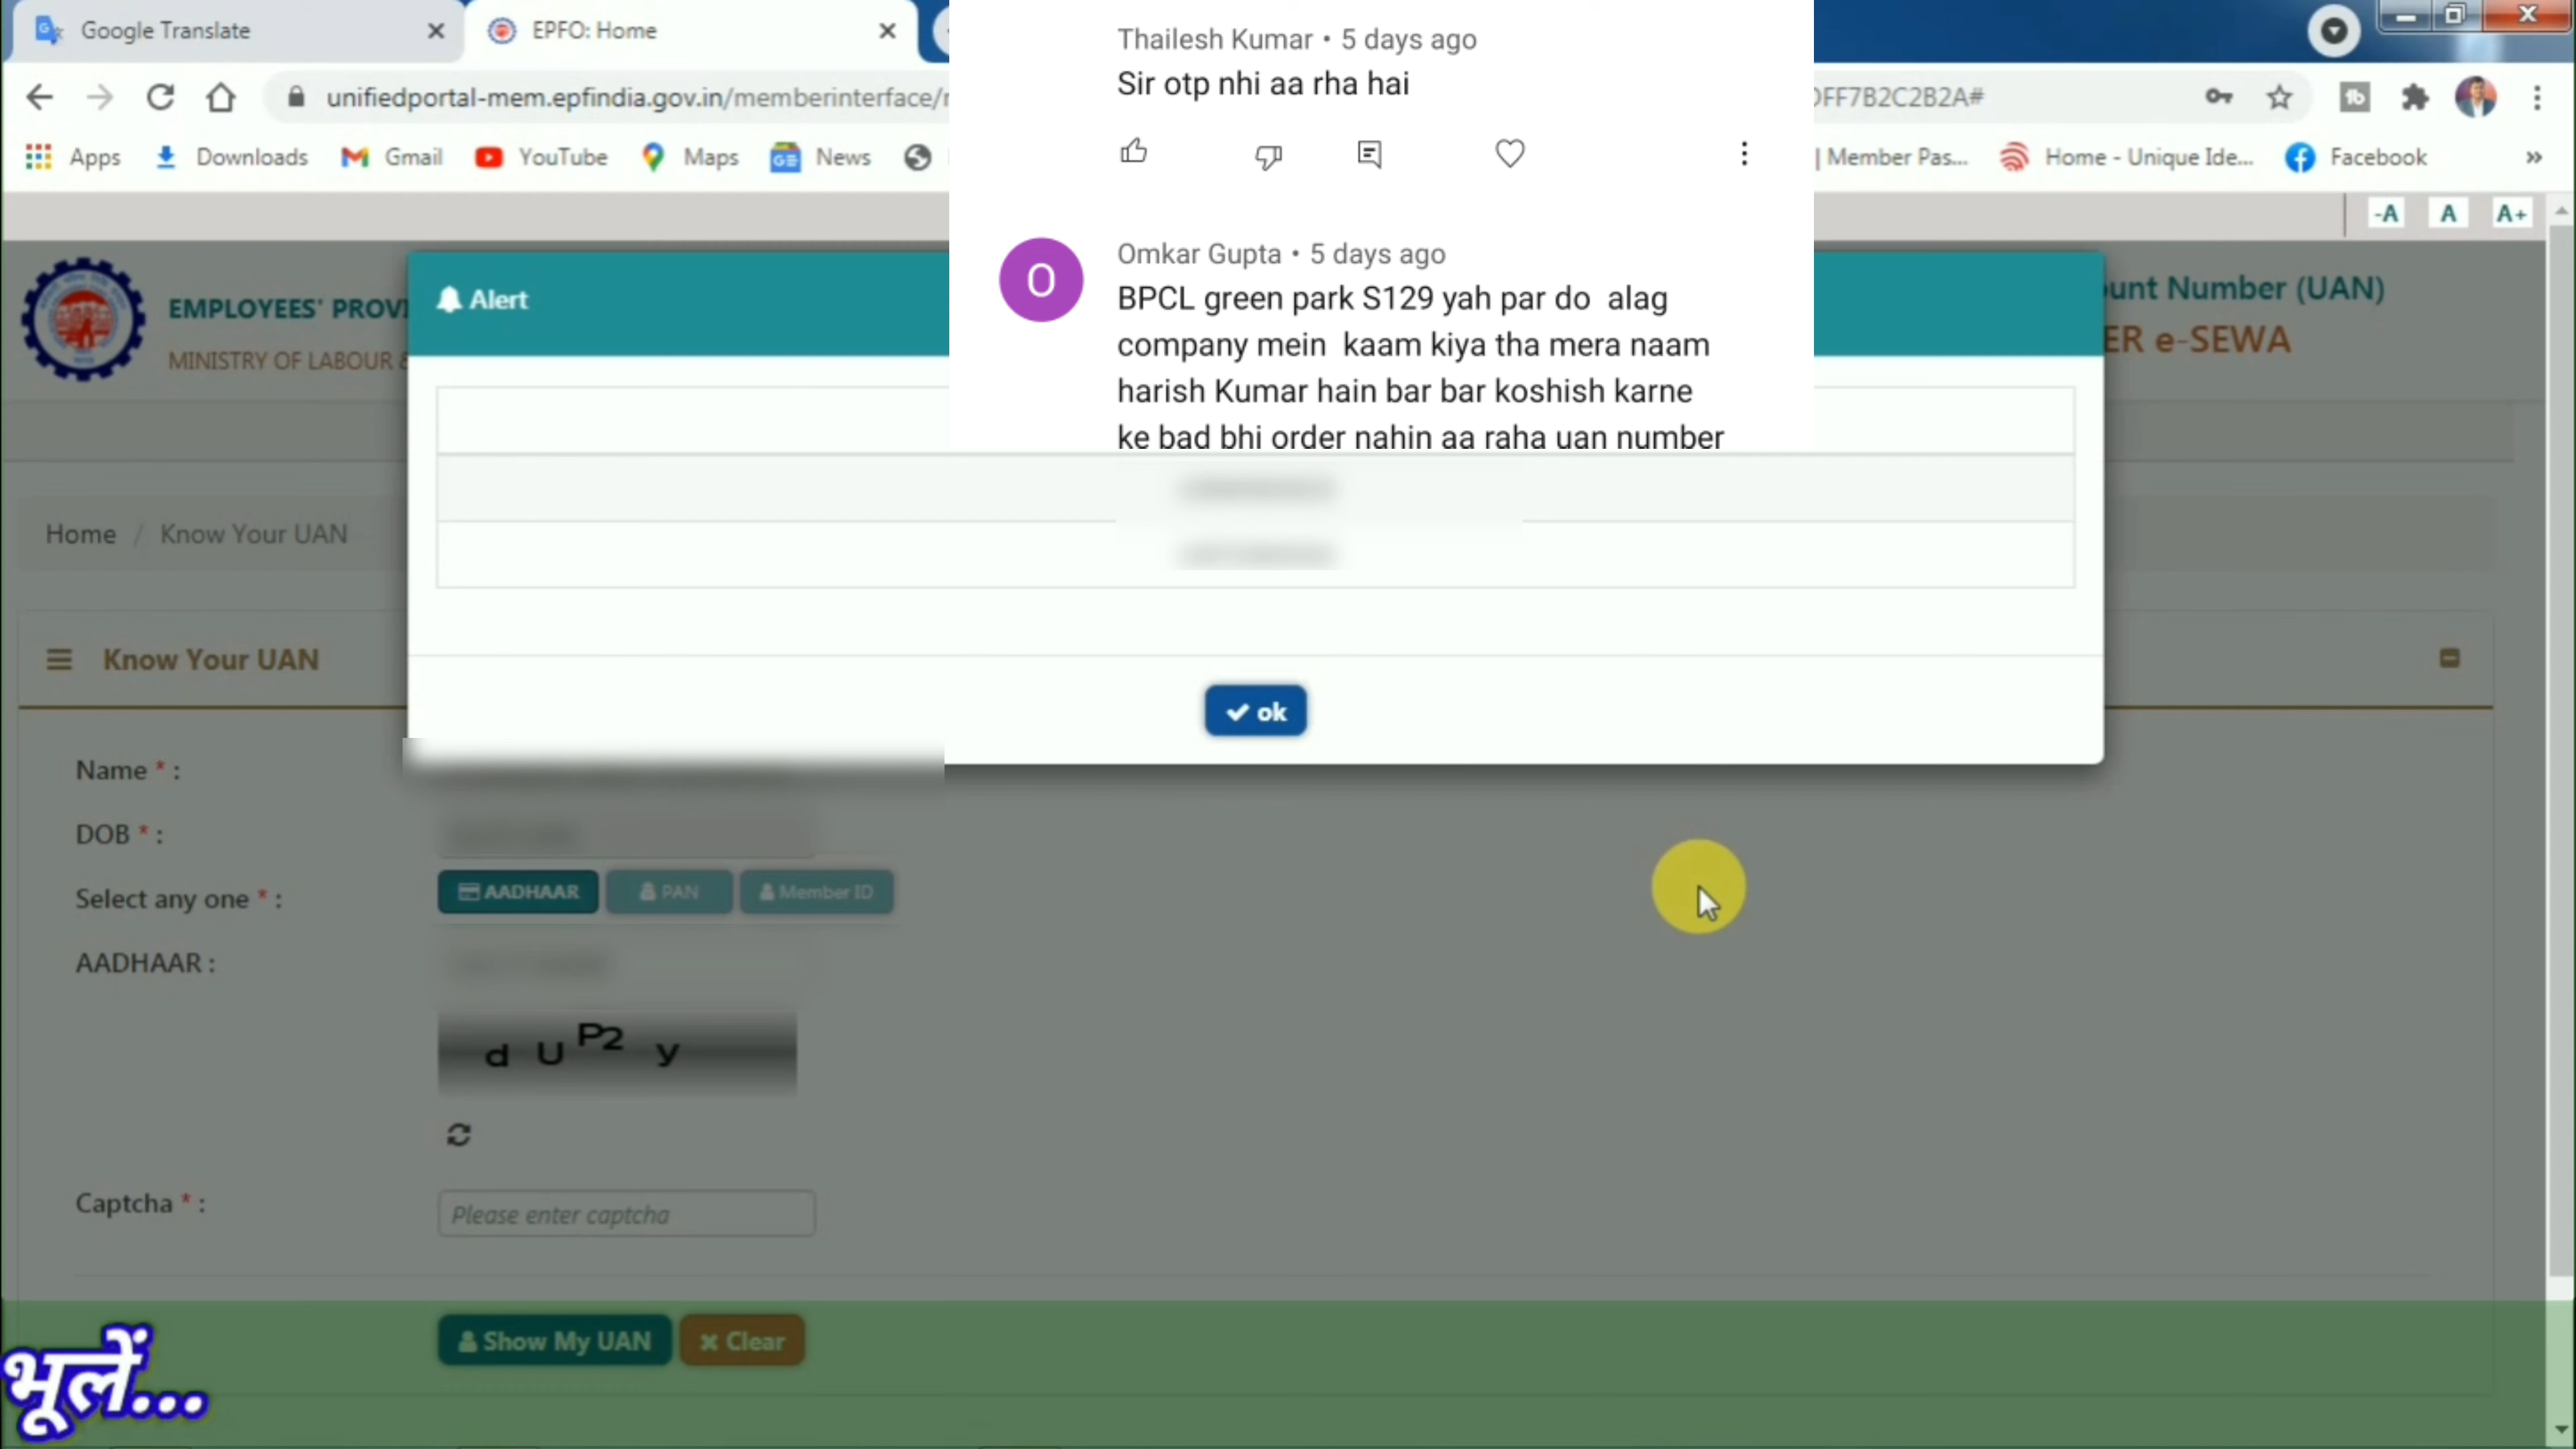 Google Translate
EPFO: Home
unifiedportal-mem.epfindia.gov.in/memberinterface/
FF7B2C2B2A#
Apps
Downloads
Gmail
YouTube
Maps
News
| Member Pas...
Home - Unique Ide...
Facebook
»
-A A A+
Thailesh Kumar • 5 days ago
Sir otp nhi aa rha hai
O
Omkar Gupta • 5 days ago
BPCL green park S129 yah par do alag
company mein kaam kiya tha mera naam
harish Kumar hain bar bar koshish karne
ke bad bhi order nahin aa raha uan number
EMPLOYEES' PROVI
MINISTRY OF LABOUR &
unt Number (UAN)
ER e-SEWA
Alert
ok
Home / Know Your UAN
Know Your UAN
Name * :
DOB * :
Select any one * :
AADHAAR PAN Member ID
AADHAAR :
d U P2 y
Captcha * :
Please enter captcha
Show My UAN
Clear
भूलें...